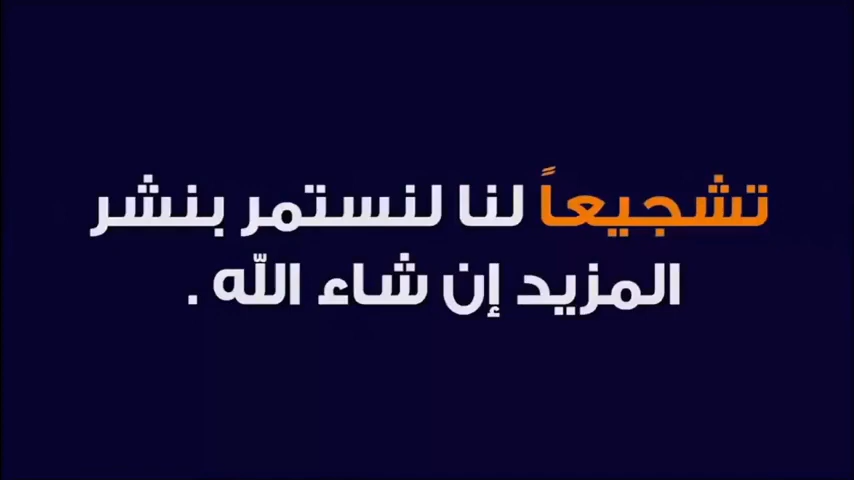 تشجيعاً لنا لنستمر بنشر
المزيد إن شاء الله .